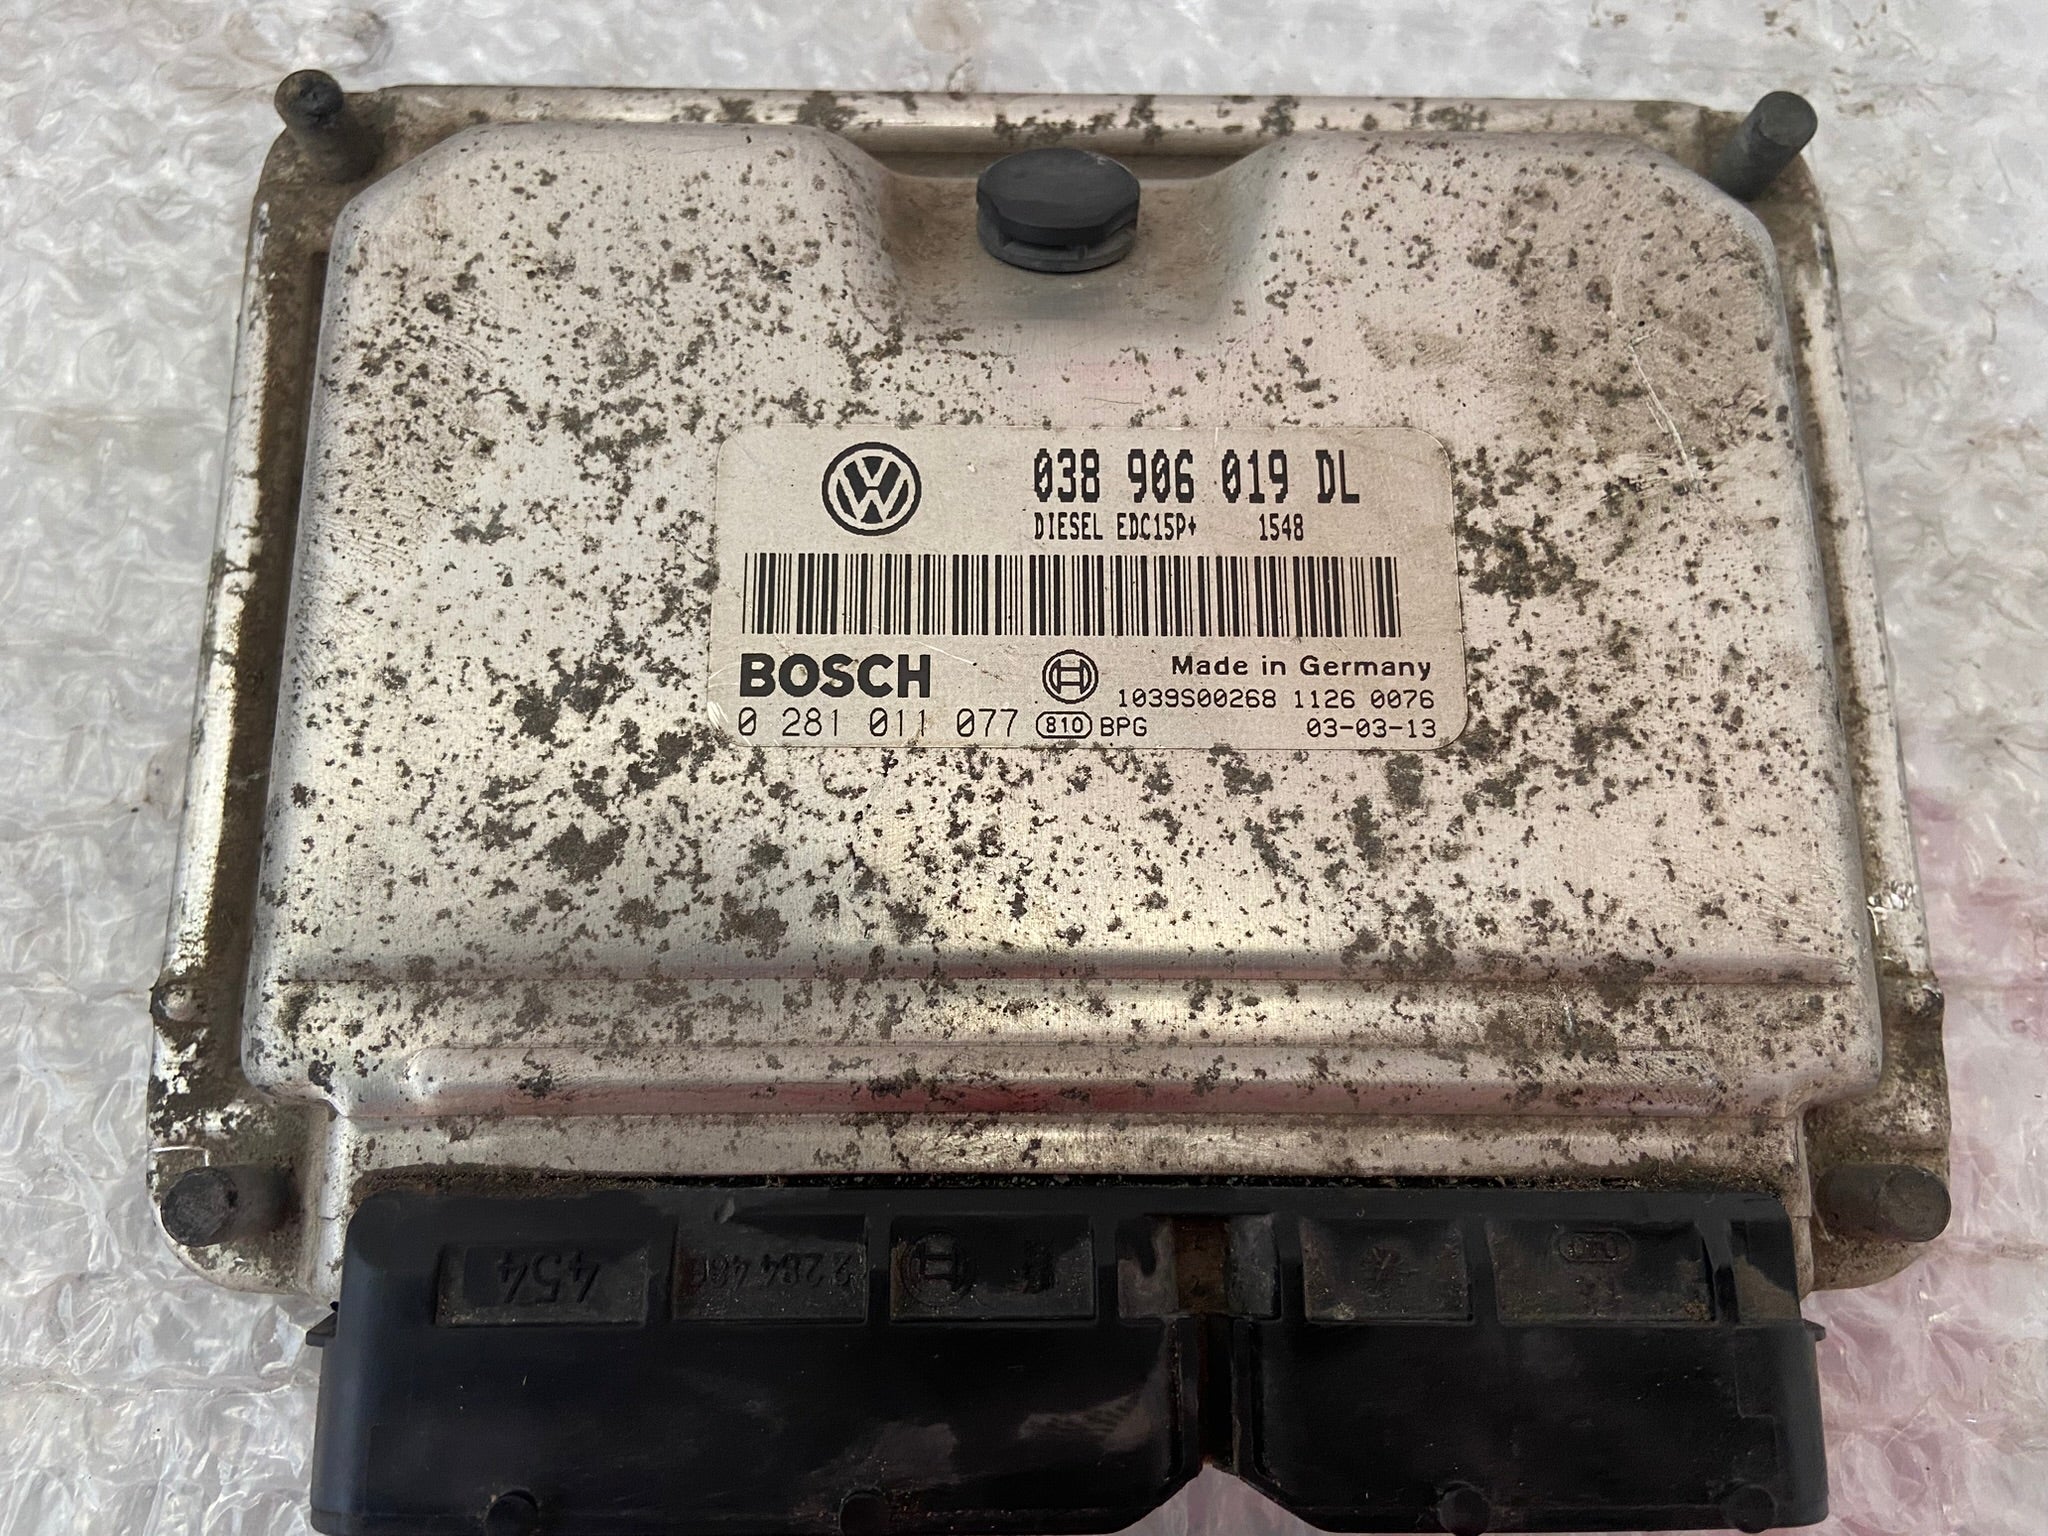 038 906 019 DL
DIESEL EDC15P+ 1548
BOSCH
Made in Germany
1039S00268 1126 0076
0 281 011 077 810 BPG 03-03-13
454